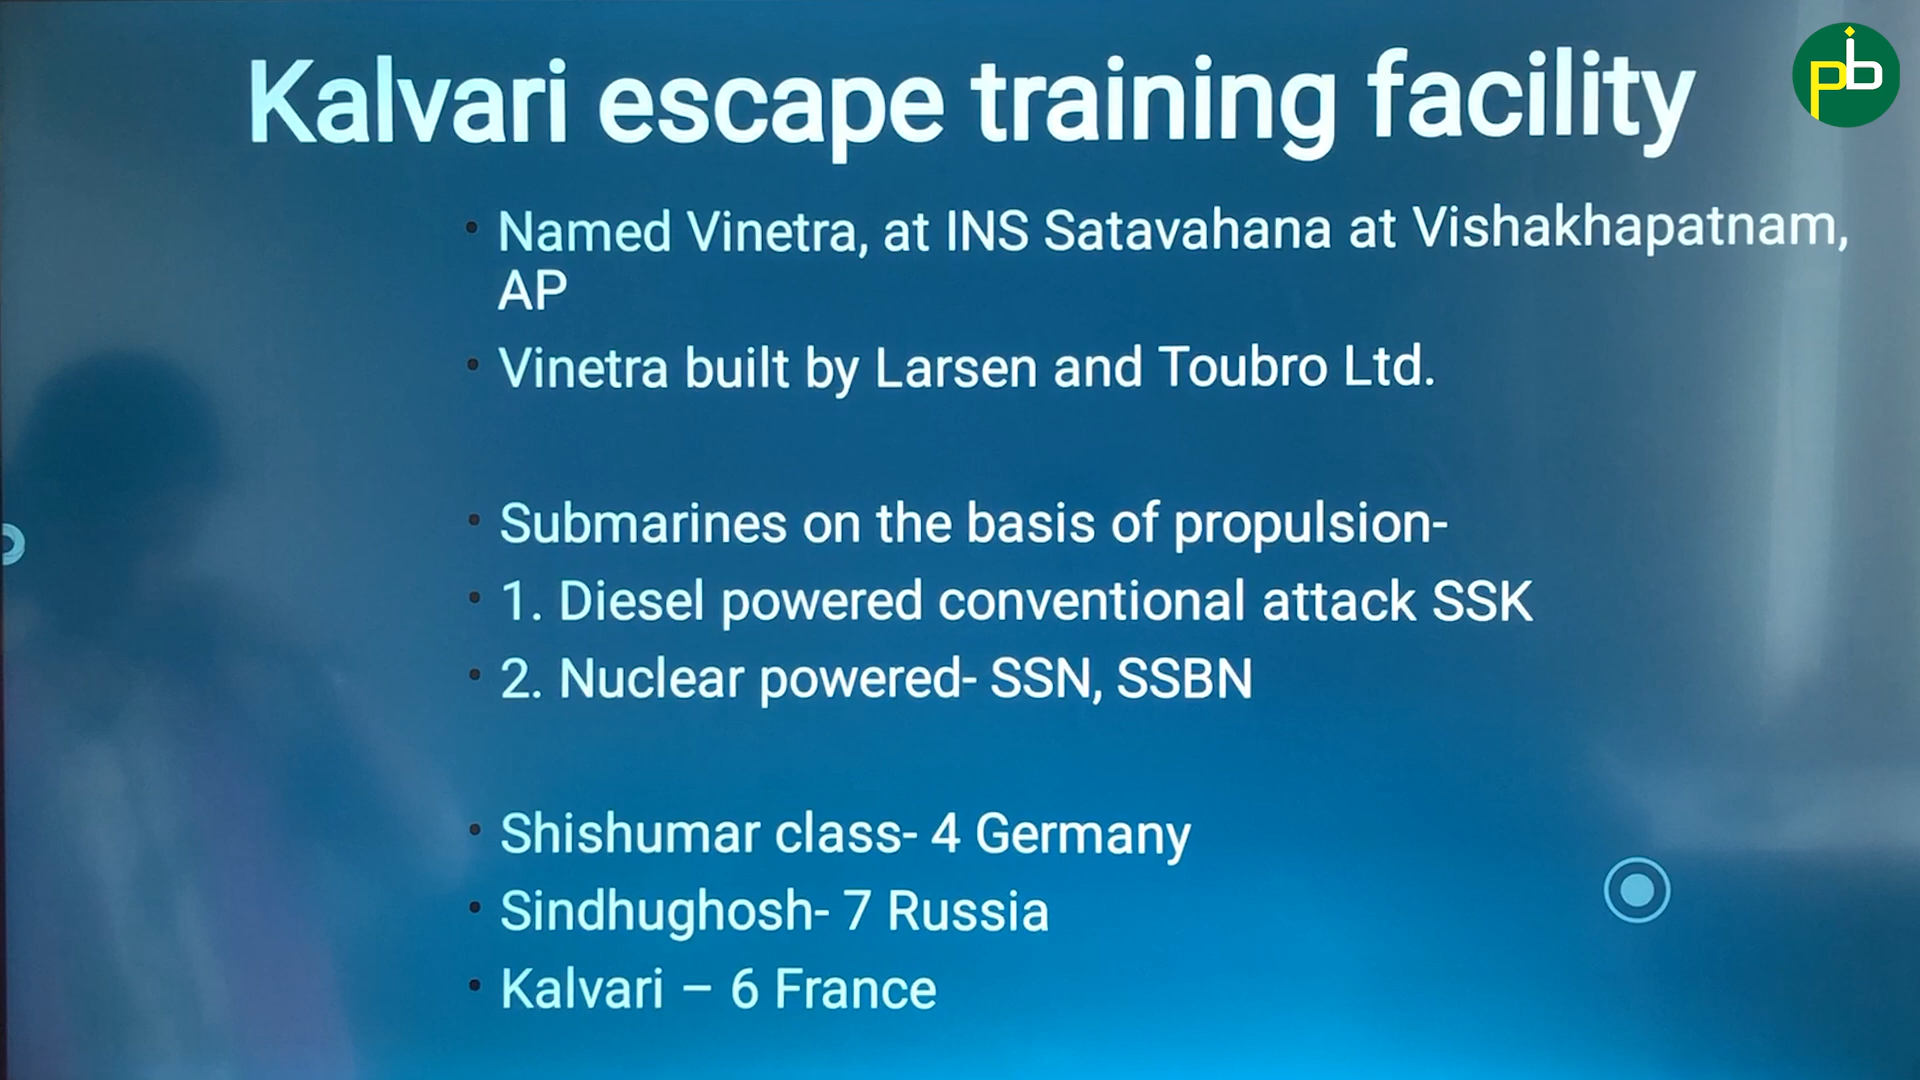 Kalvari escape training facility
pib
• Named Vinetra, at INS Satavahana at Vishakhapatnam,
AP
• Vinetra built by Larsen and Toubro Ltd.
• Submarines on the basis of propulsion-
• 1. Diesel powered conventional attack SSK
• 2. Nuclear powered- SSN, SSBN
• Shishumar class- 4 Germany
• Sindhughosh- 7 Russia
• Kalvari – 6 France